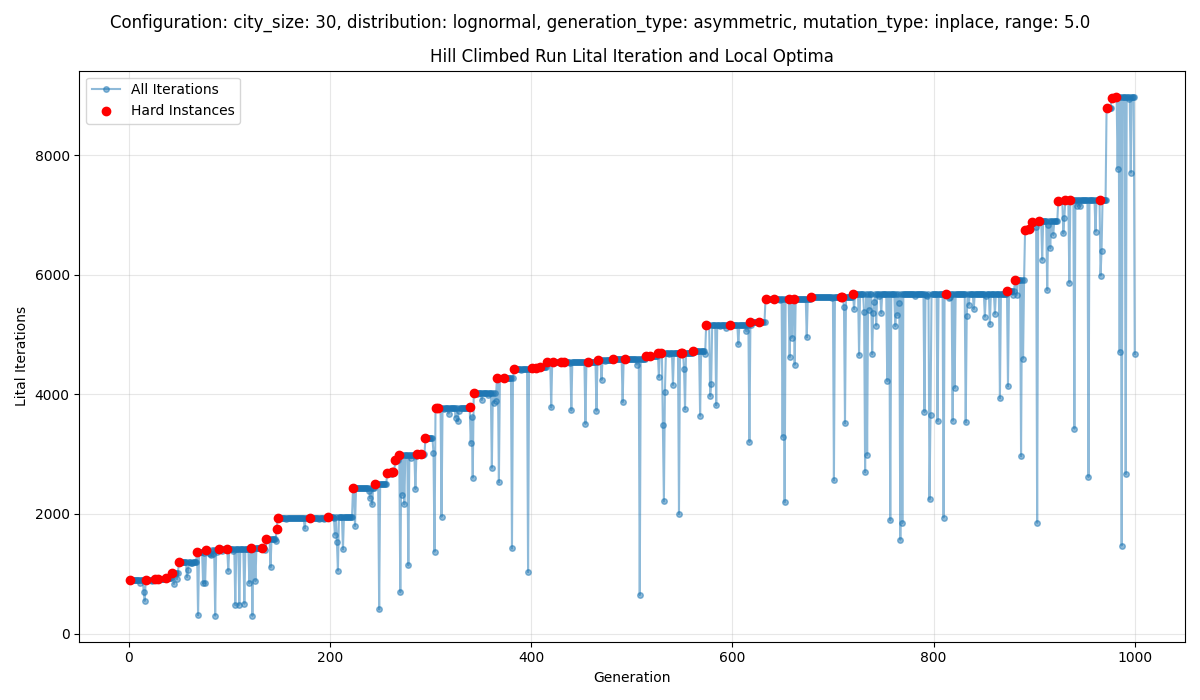 Configuration: city_size: 30, distribution: lognormal, generation_type: asymmetric, mutation_type: inplace, range: 5.0
Hill Climbed Run Lital Iteration and Local Optima
All Iterations
Hard Instances
Lital Iterations
8000
6000
4000
2000
0
0 200 400 600 800 1000
Generation